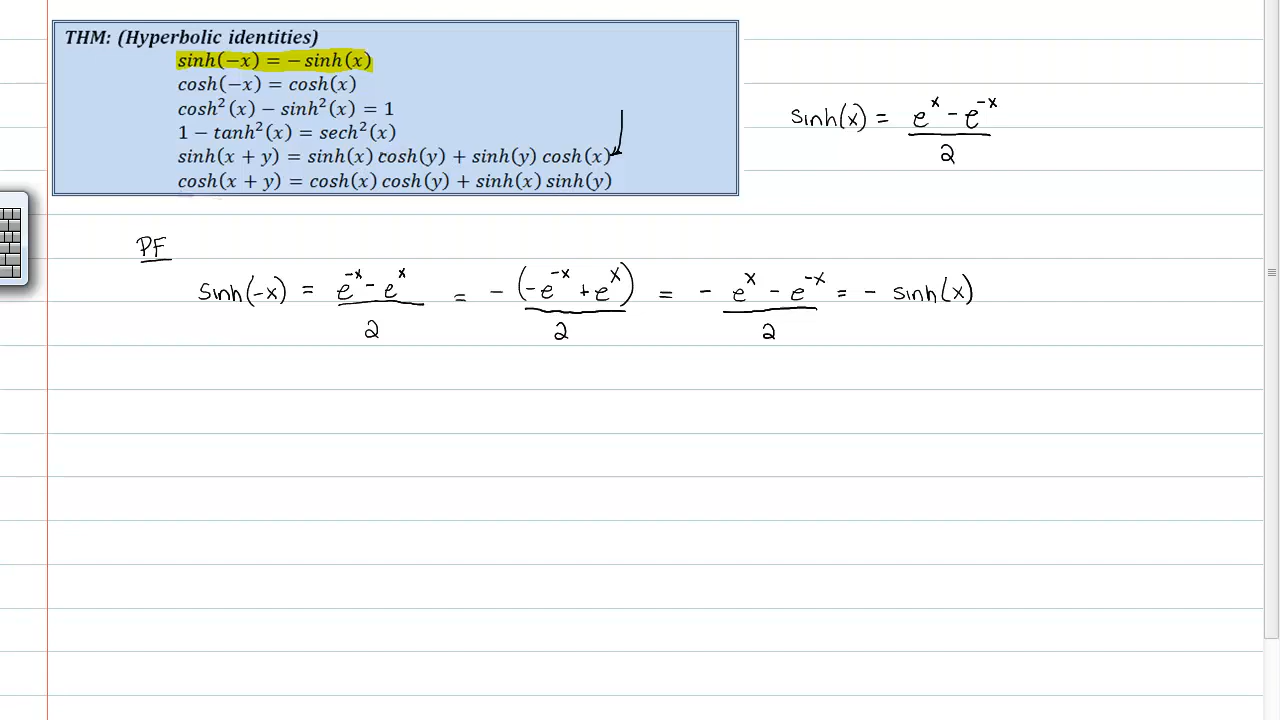 THM: (Hyperbolic identities)
sinh(−x) = − sinh(x)
cosh(−x) = cosh(x)
cosh²(x) − sinh²(x) = 1
1 − tanh²(x) = sech²(x)
sinh(x + y) = sinh(x) cosh(y) + sinh(y) cosh(x)
cosh(x + y) = cosh(x) cosh(y) + sinh(x) sinh(y)
sinh(x) = (e^x − e^−x)/2
PF
sinh(−x) = (e^−x − e^x)/2 = −(−e^−x + e^x)/2 = − (e^x − e^−x)/2 = − sinh(x)